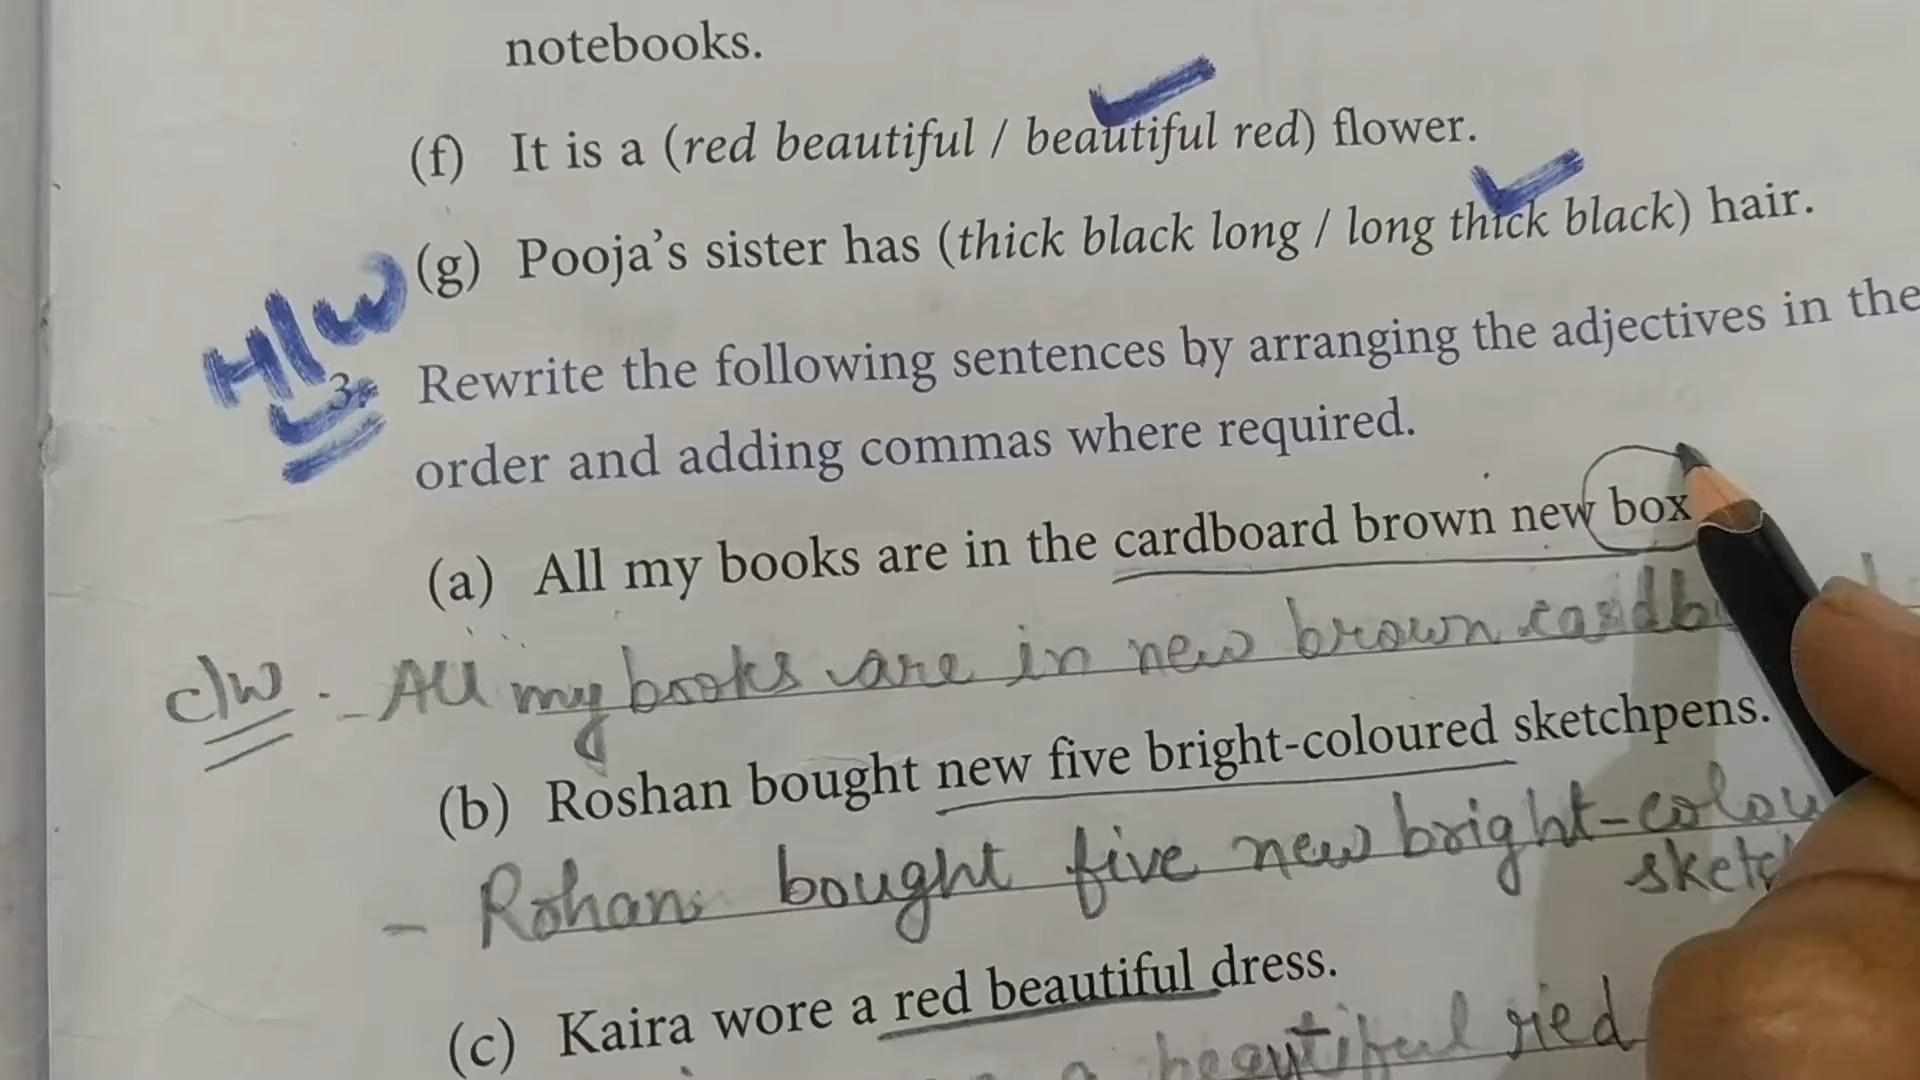 notebooks.
(f) It is a (red beautiful / beautiful red) flower.
(g) Pooja's sister has (thick black long / long thick black) hair.
H/W
3. Rewrite the following sentences by arranging the adjectives in the
order and adding commas where required.
(a) All my books are in the cardboard brown new box
c/w - All my books are in new brown cardb
(b) Roshan bought new five bright-coloured sketchpens.
- Rohan bought five new bright-colou
sketc
(c) Kaira wore a red beautiful dress.
a beautiful red